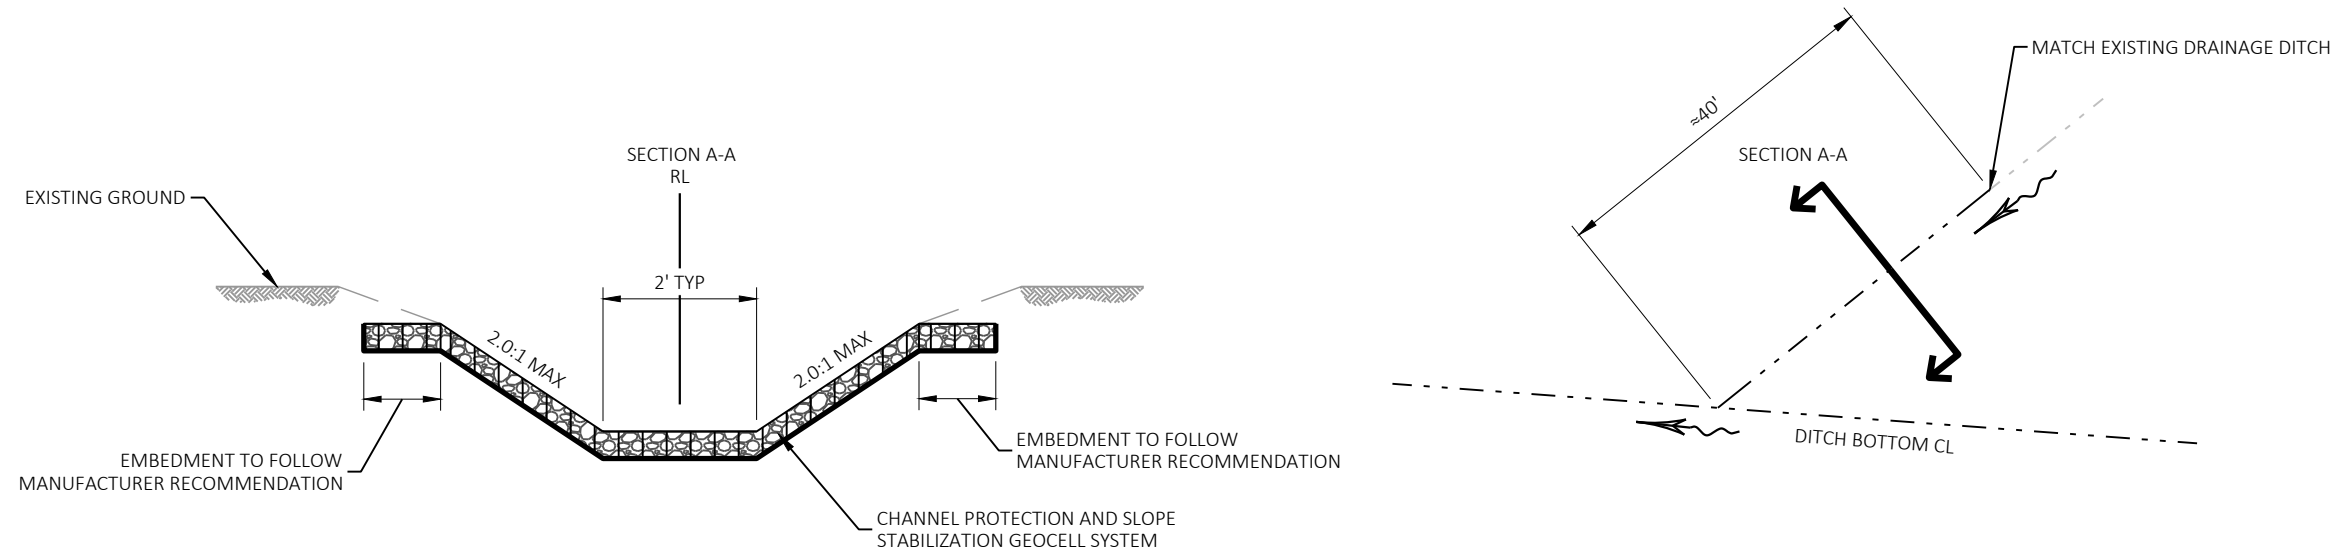 SECTION A-A
RL
EXISTING GROUND
2' TYP
2.0:1 MAX
2.0:1 MAX
EMBEDMENT TO FOLLOW
MANUFACTURER RECOMMENDATION
EMBEDMENT TO FOLLOW
MANUFACTURER RECOMMENDATION
CHANNEL PROTECTION AND SLOPE
STABILIZATION GEOCELL SYSTEM
MATCH EXISTING DRAINAGE DITCH
≈40'
SECTION A-A
DITCH BOTTOM CL